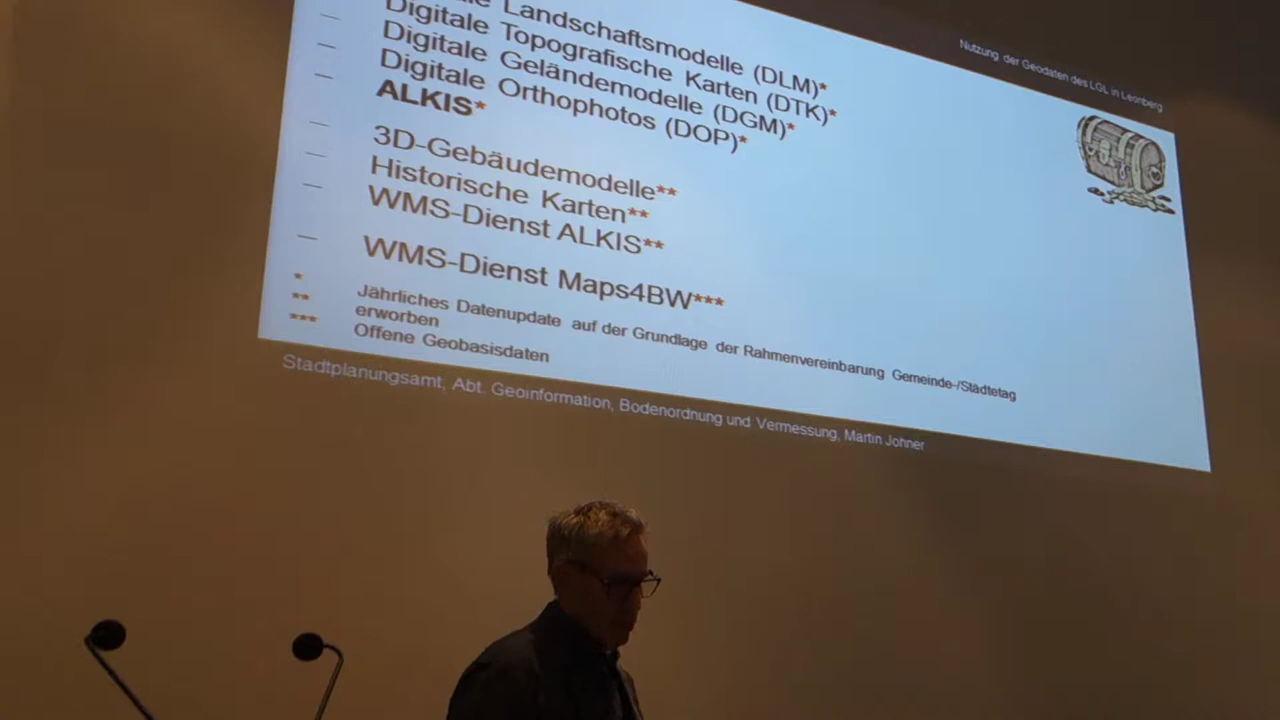 Nutzung der Geodaten des LGL in Leonberg
Landschaftsmodelle (DLM)*
– Digitale Topografische Karten (DTK)*
– Digitale Geländemodelle (DGM)*
– Digitale Orthophotos (DOP)*
ALKIS*
– 3D-Gebäudemodelle**
– Historische Karten**
– WMS-Dienst ALKIS**
– WMS-Dienst Maps4BW***
* Jährliches Datenupdate auf der Grundlage der Rahmenvereinbarung Gemeinde-/Städtetag
** erworben
*** Offene Geobasisdaten
Stadtplanungsamt, Abt. Geoinformation, Bodenordnung und Vermessung, Martin Johner